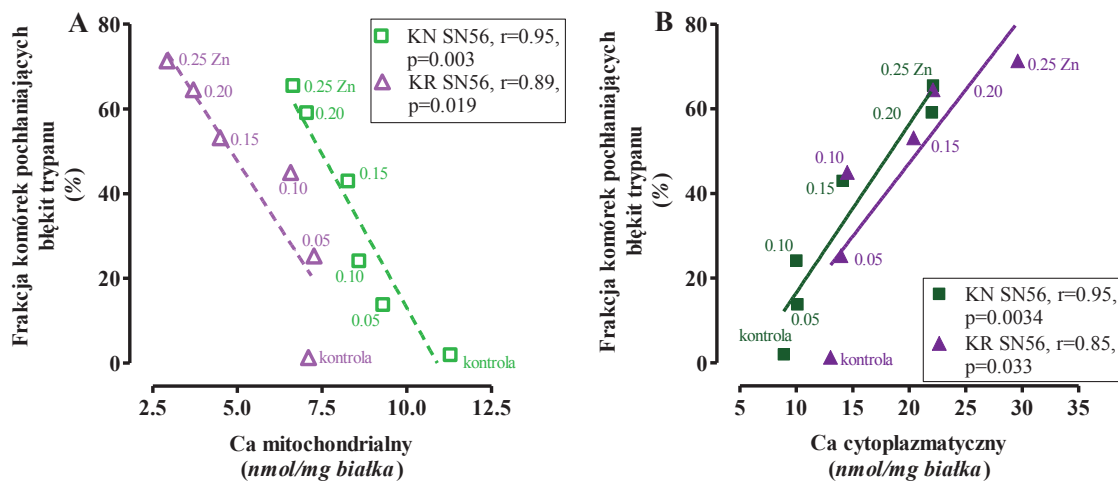 A
Frakcja komórek pochłaniających
błękit trypanu
(%)
80
60
40
20
0
0.25 Zn
0.20
0.15
0.10
0.05
kontrola
0.25 Zn
0.20
0.15
0.10
0.05
kontrola
KN SN56, r=0.95,
p=0.003
KR SN56, r=0.89,
p=0.019
2.5 5.0 7.5 10.0 12.5
Ca mitochondrialny
(nmol/mg białka)
B
Frakcja komórek pochłaniających
błękit trypanu
(%)
80
60
40
20
0
0.25 Zn
0.20
0.15
0.10
0.05
kontrola
0.25 Zn
0.20
0.15
0.10
0.05
kontrola
KN SN56, r=0.95,
p=0.0034
KR SN56, r=0.85,
p=0.033
5 10 15 20 25 30 35
Ca cytoplazmatyczny
(nmol/mg białka)